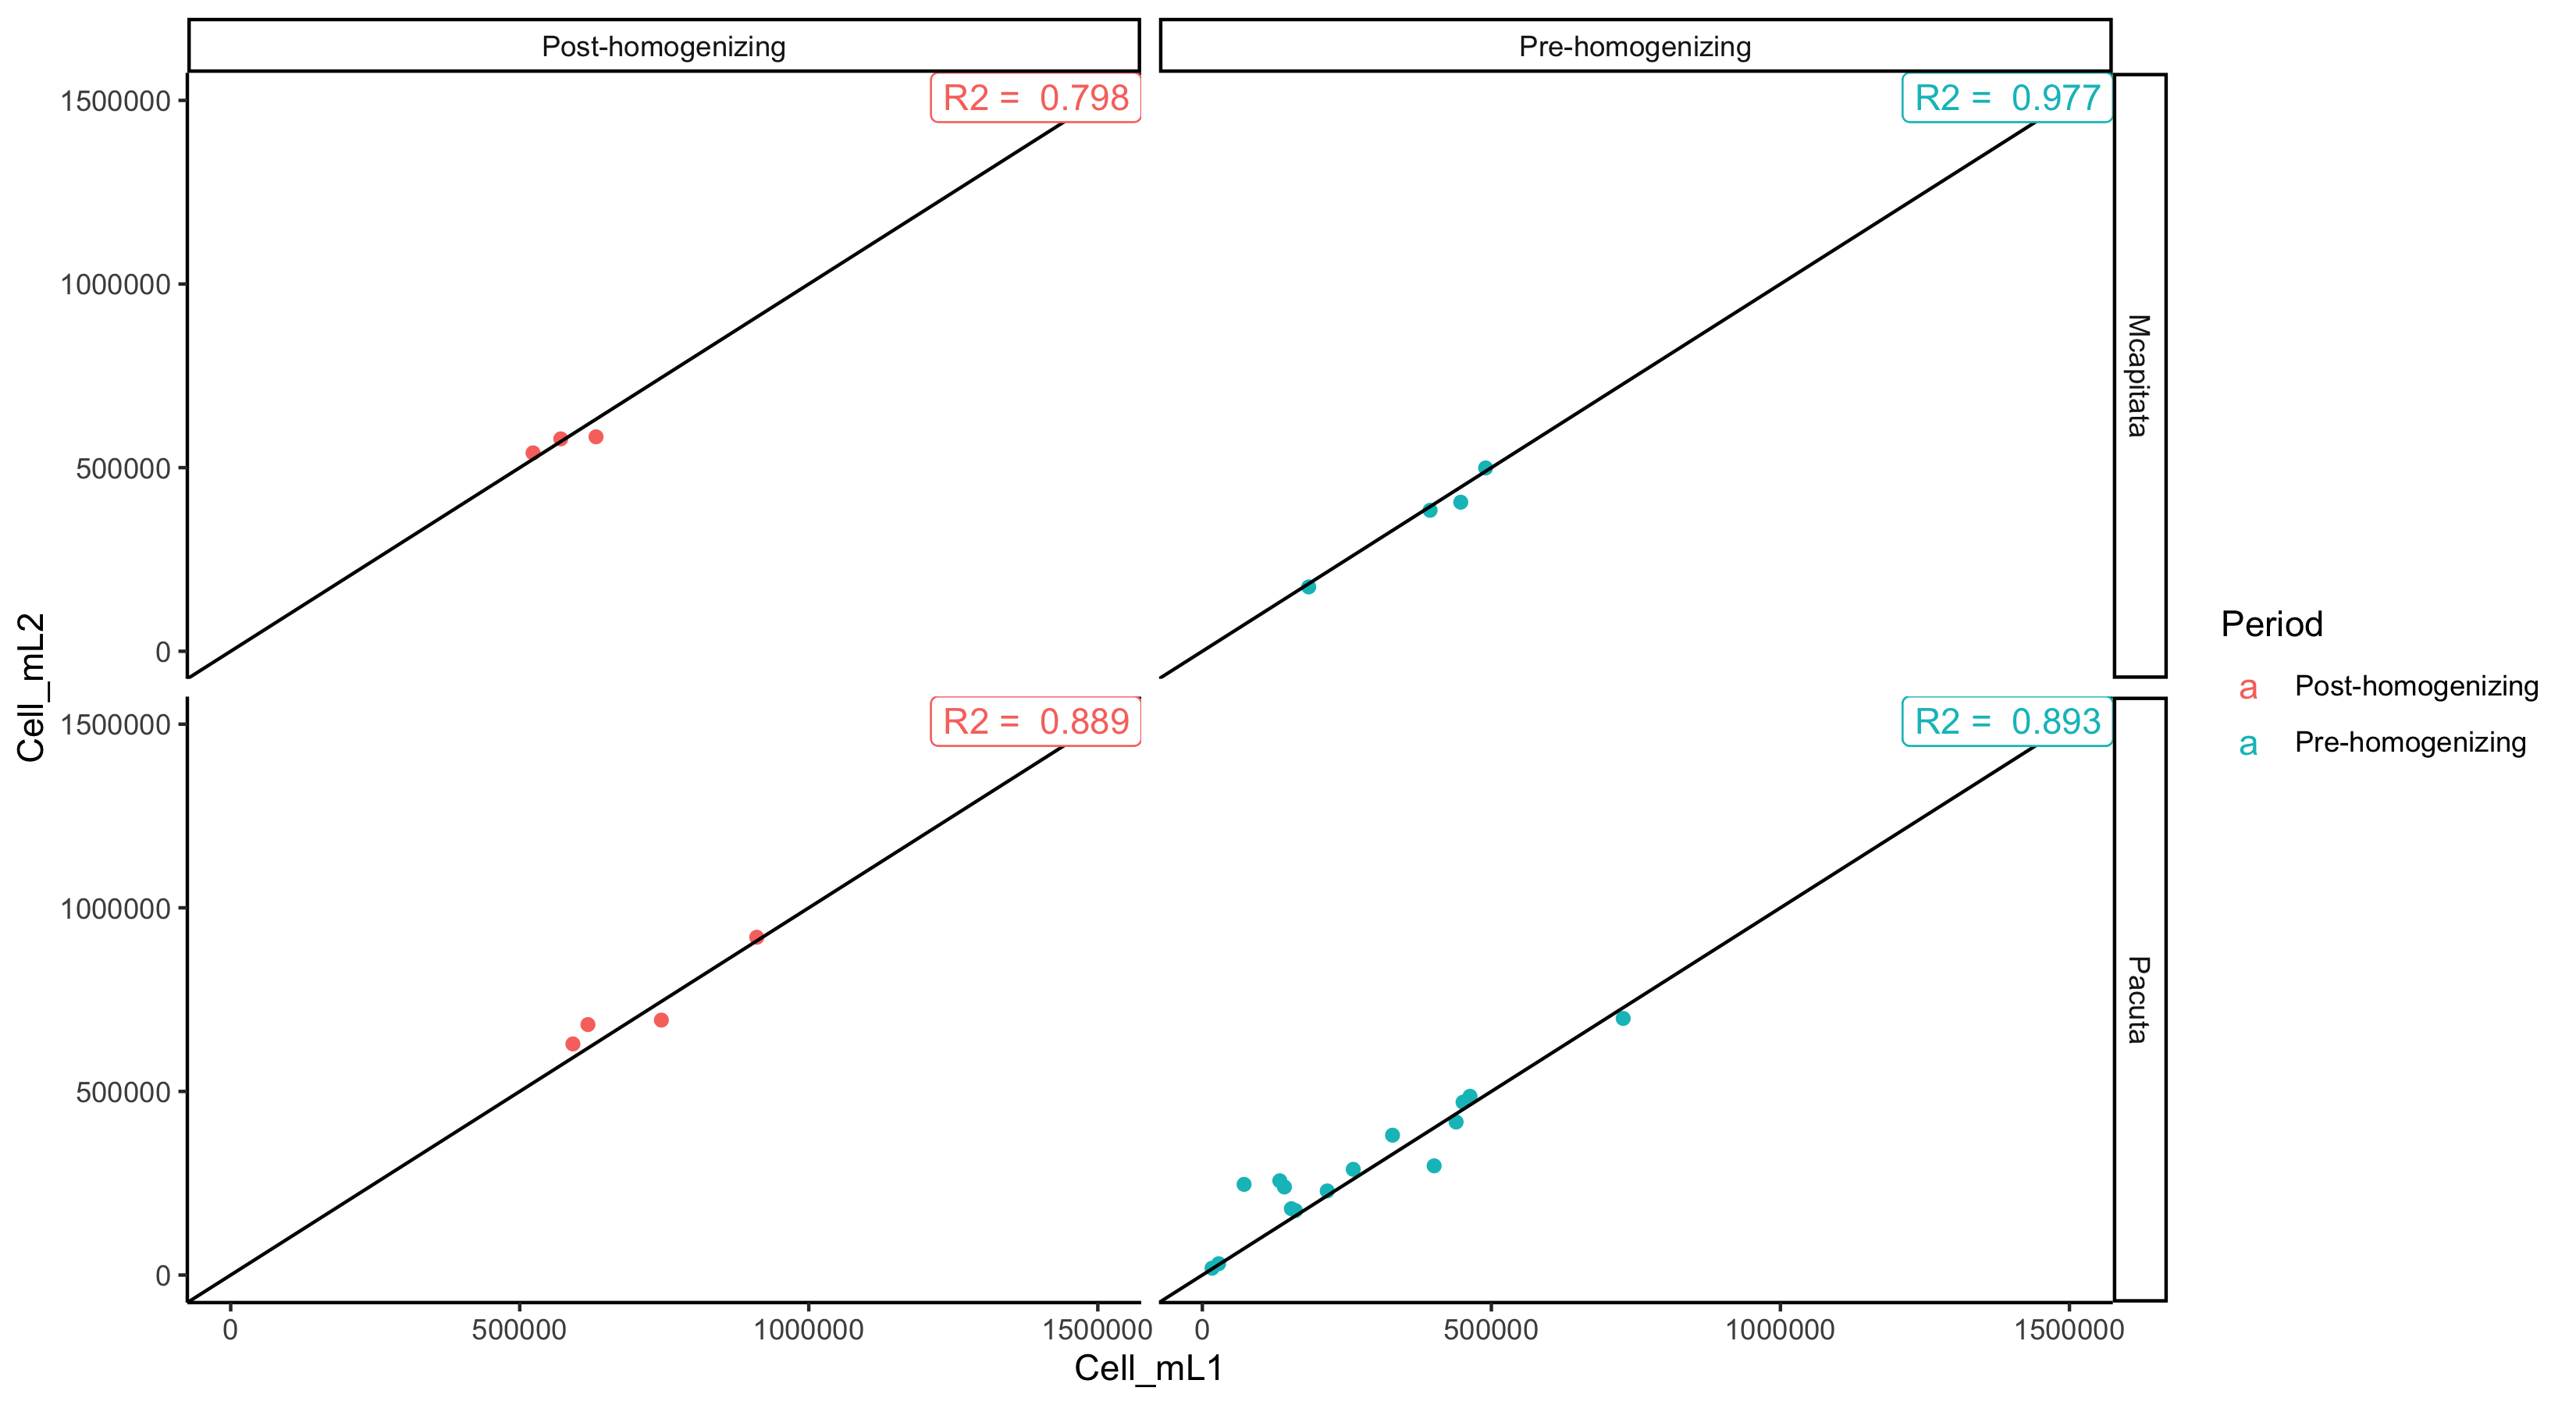 Post-homogenizing
Pre-homogenizing
R2 =  0.798
R2 =  0.977
1500000
1000000
500000
0
Mcapitata
R2 =  0.889
R2 =  0.893
1500000
1000000
500000
0
Pacuta
0
500000
1000000
1500000
0
500000
1000000
1500000
Cell_mL1
Cell_mL2
Period
a Post-homogenizing
a Pre-homogenizing